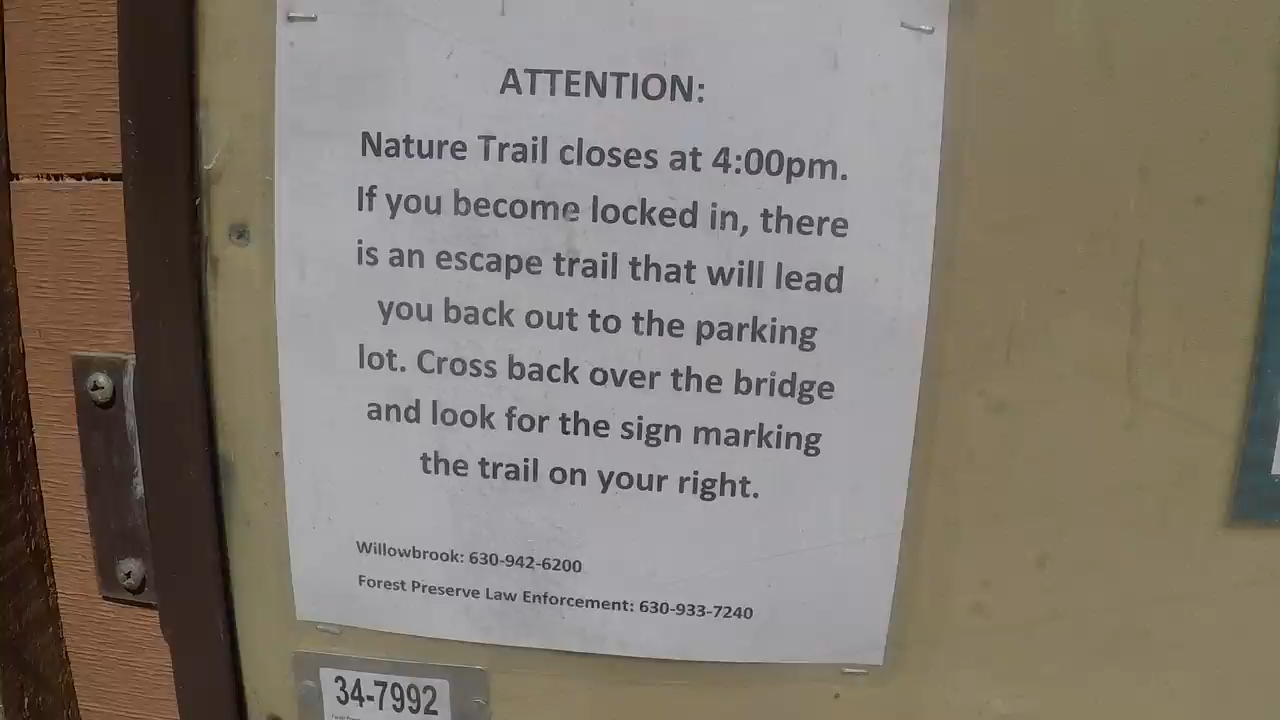 ATTENTION:
Nature Trail closes at 4:00pm.
If you become locked in, there
is an escape trail that will lead
you back out to the parking
lot. Cross back over the bridge
and look for the sign marking
the trail on your right.
Willowbrook: 630-942-6200
Forest Preserve Law Enforcement: 630-933-7240
34-7992